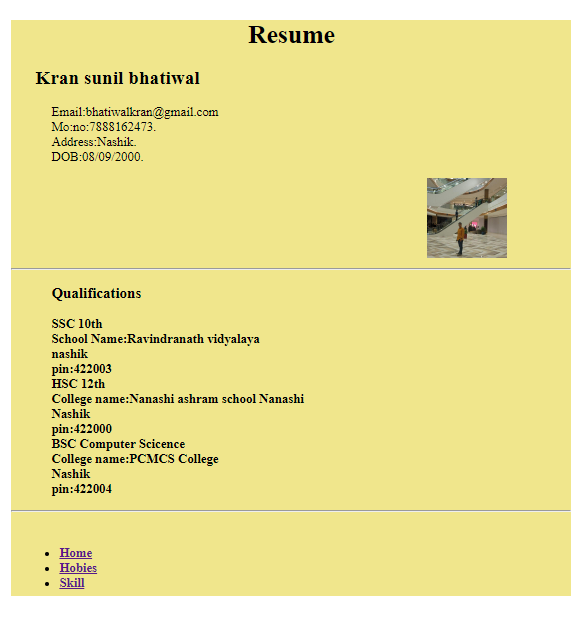 Resume
Kran sunil bhatiwal
Email:bhatiwalkran@gmail.com
Mo:no:7888162473.
Address:Nashik.
DOB:08/09/2000.
Qualifications
SSC 10th
School Name:Ravindranath vidyalaya
nashik
pin:422003
HSC 12th
College name:Nanashi ashram school Nanashi
Nashik
pin:422000
BSC Computer Scicence
College name:PCMCS College
Nashik
pin:422004
Home
Hobies
Skill